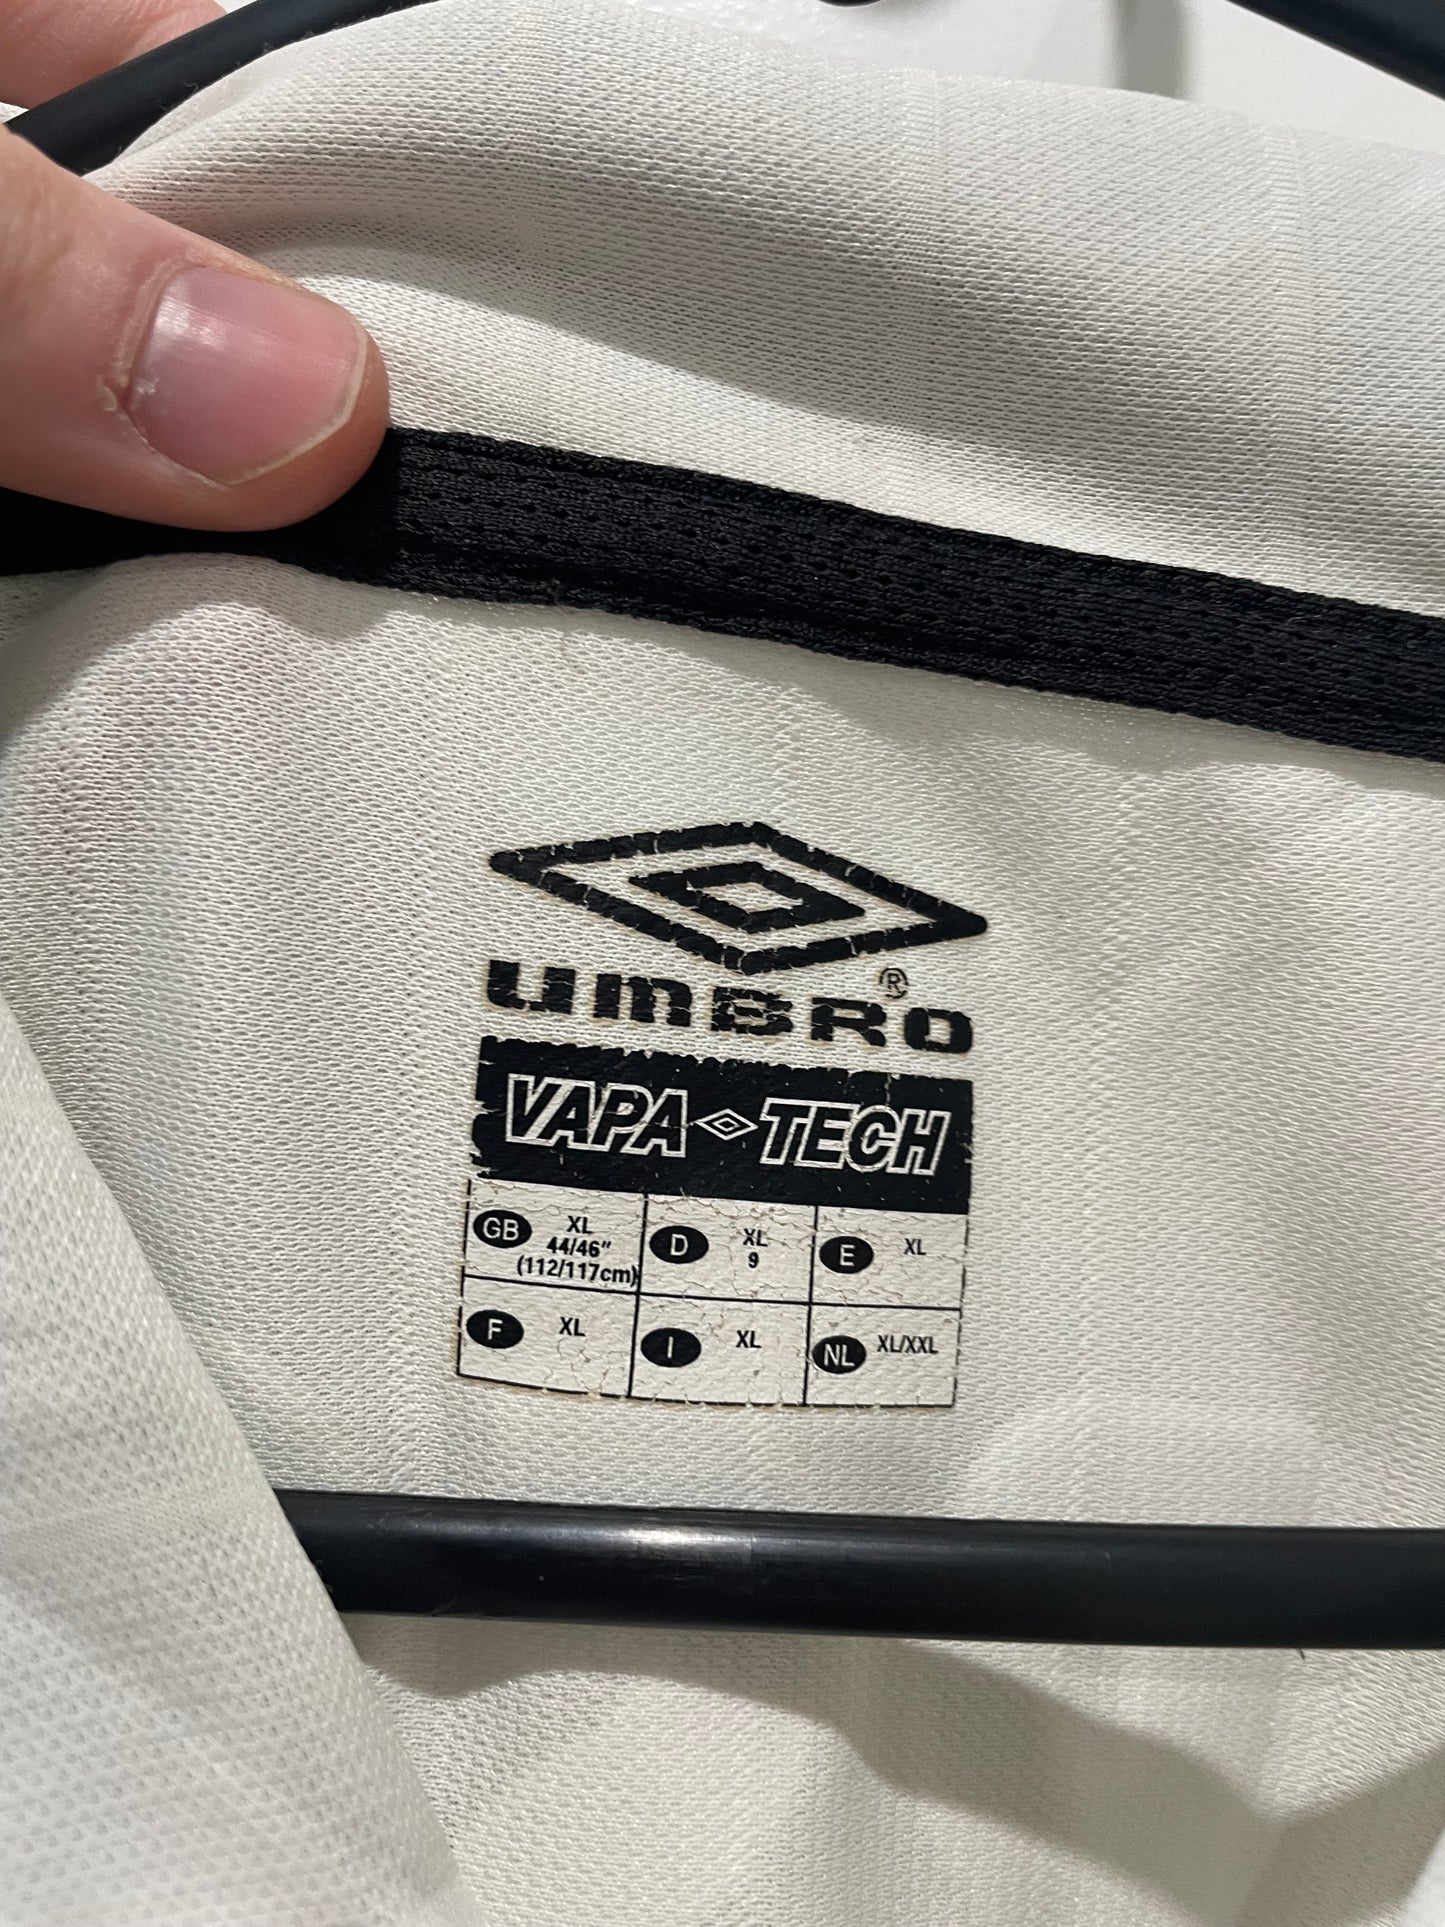 UMBRO®
VAPA TECH
GB XL
44/46"
(112/117cm)
D XL
9
E XL
F XL
I XL
NL XL/XXL